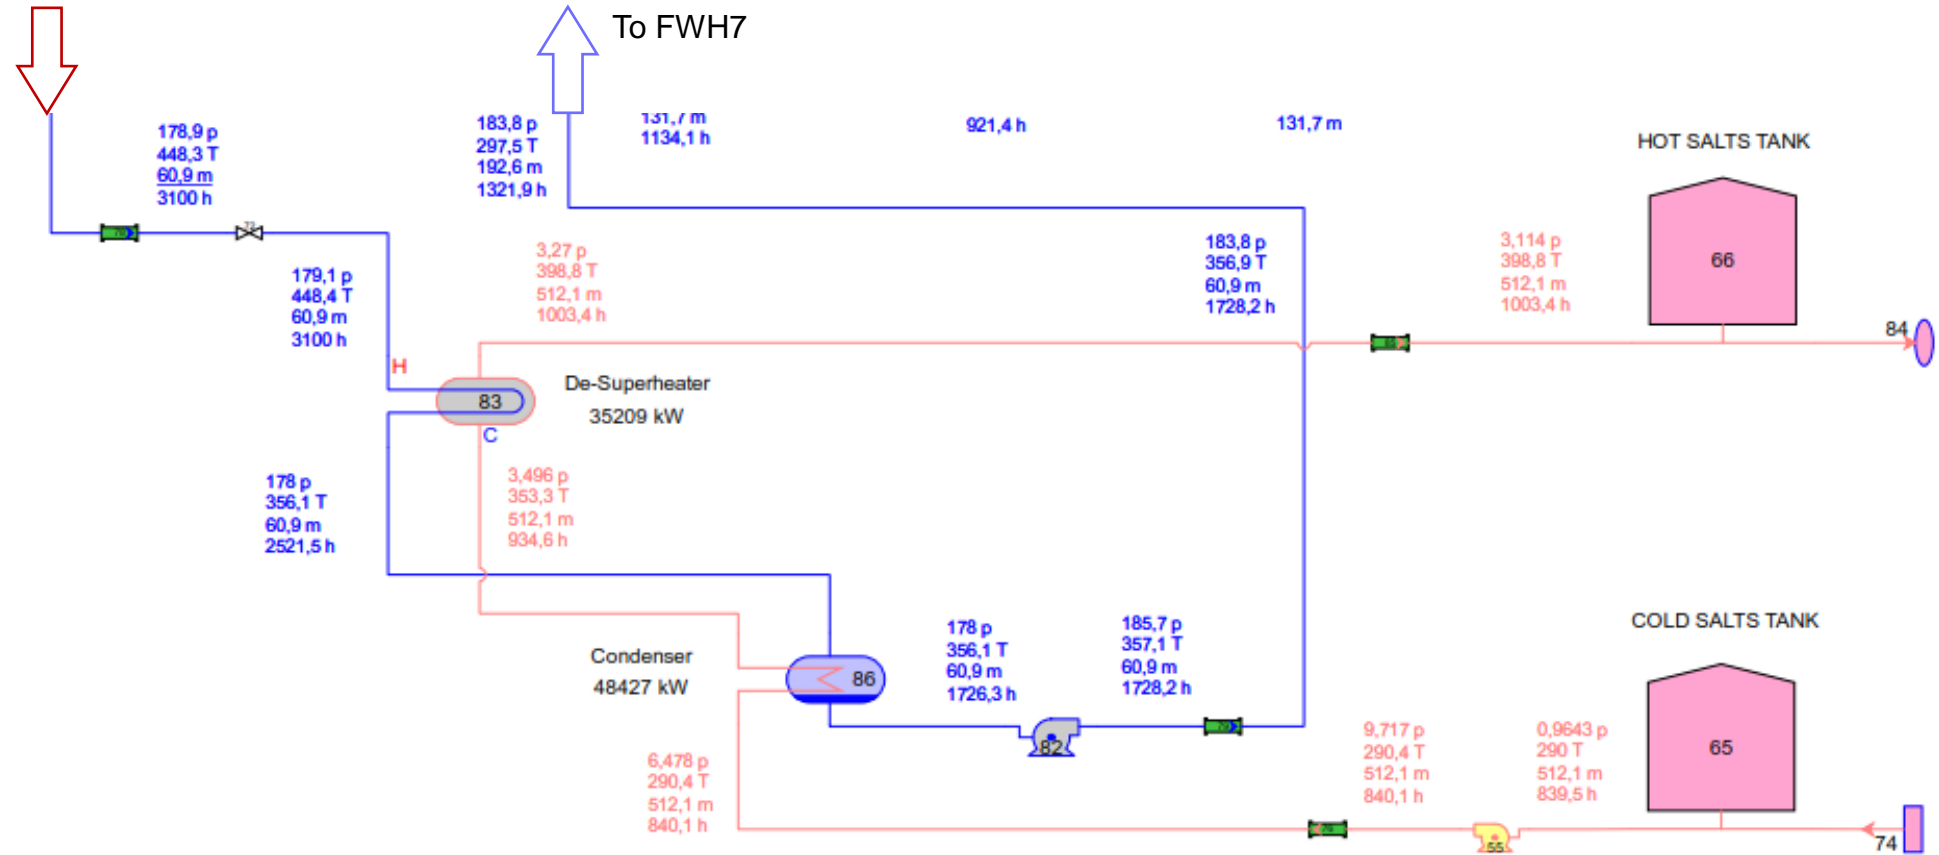 To FWH7
178,9 p
448,3 T
60,9 m
3100 h
183,8 p
297,5 T
192,6 m
1321,9 h
131,7 m
1134,1 h
921,4 h
131,7 m
HOT SALTS TANK
66
3,114 p
398,8 T
512,1 m
1003,4 h
84
179,1 p
448,4 T
60,9 m
3100 h
3,27 p
398,8 T
512,1 m
1003,4 h
183,8 p
356,9 T
60,9 m
1728,2 h
H
83
C
De-Superheater
35209 kW
178 p
356,1 T
60,9 m
2521,5 h
3,496 p
353,3 T
512,1 m
934,6 h
Condenser
48427 kW
86
178 p
356,1 T
60,9 m
1726,3 h
185,7 p
357,1 T
60,9 m
1728,2 h
82
COLD SALTS TANK
65
6,478 p
290,4 T
512,1 m
840,1 h
9,717 p
290,4 T
512,1 m
840,1 h
0,9643 p
290 T
512,1 m
839,5 h
55
74